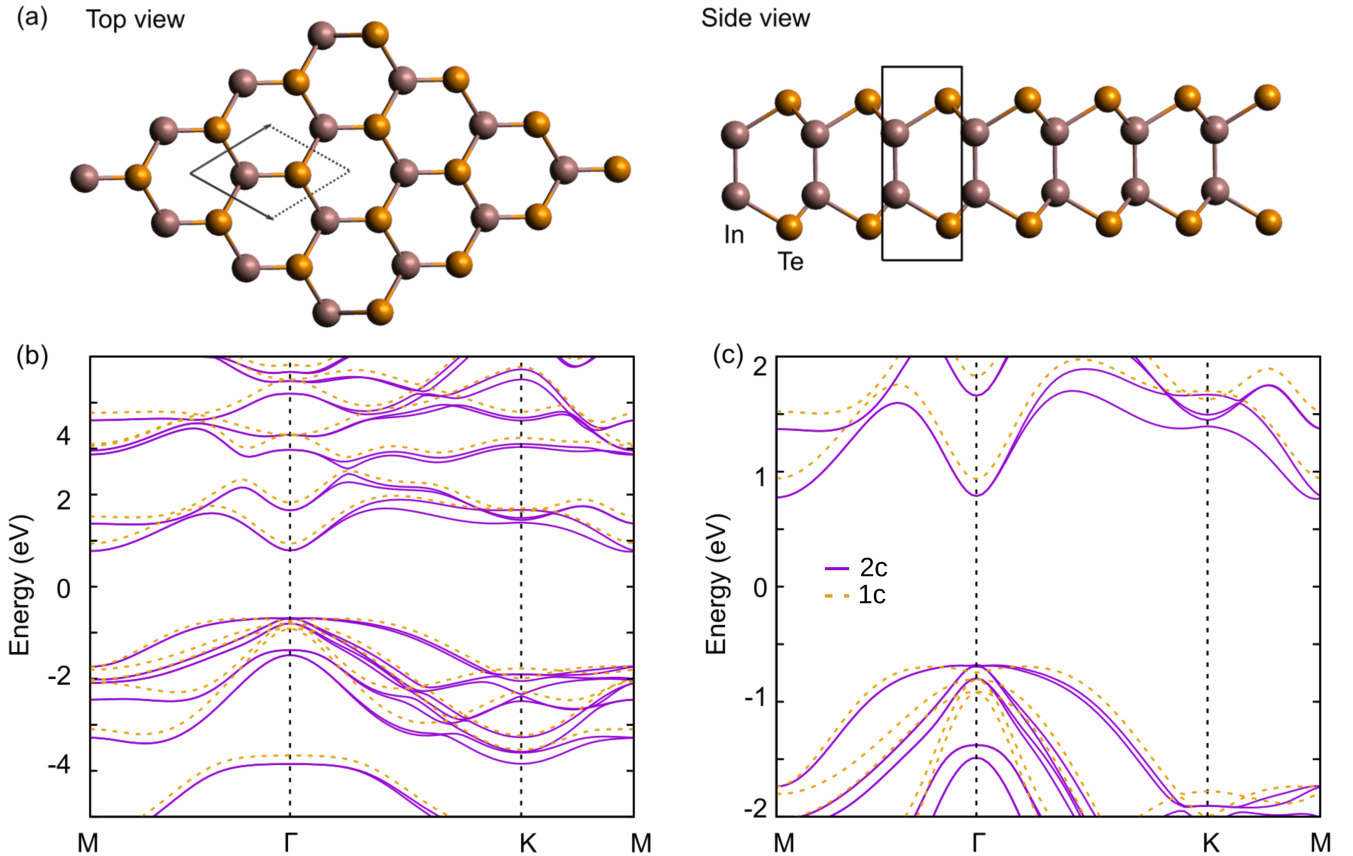 (a) Top view
Side view
In
Te
(b)
Energy (eV)
4
2
0
-2
-4
M Γ K M
(c)
Energy (eV)
2
1
0
-1
-2
2c
1c
M Γ K M